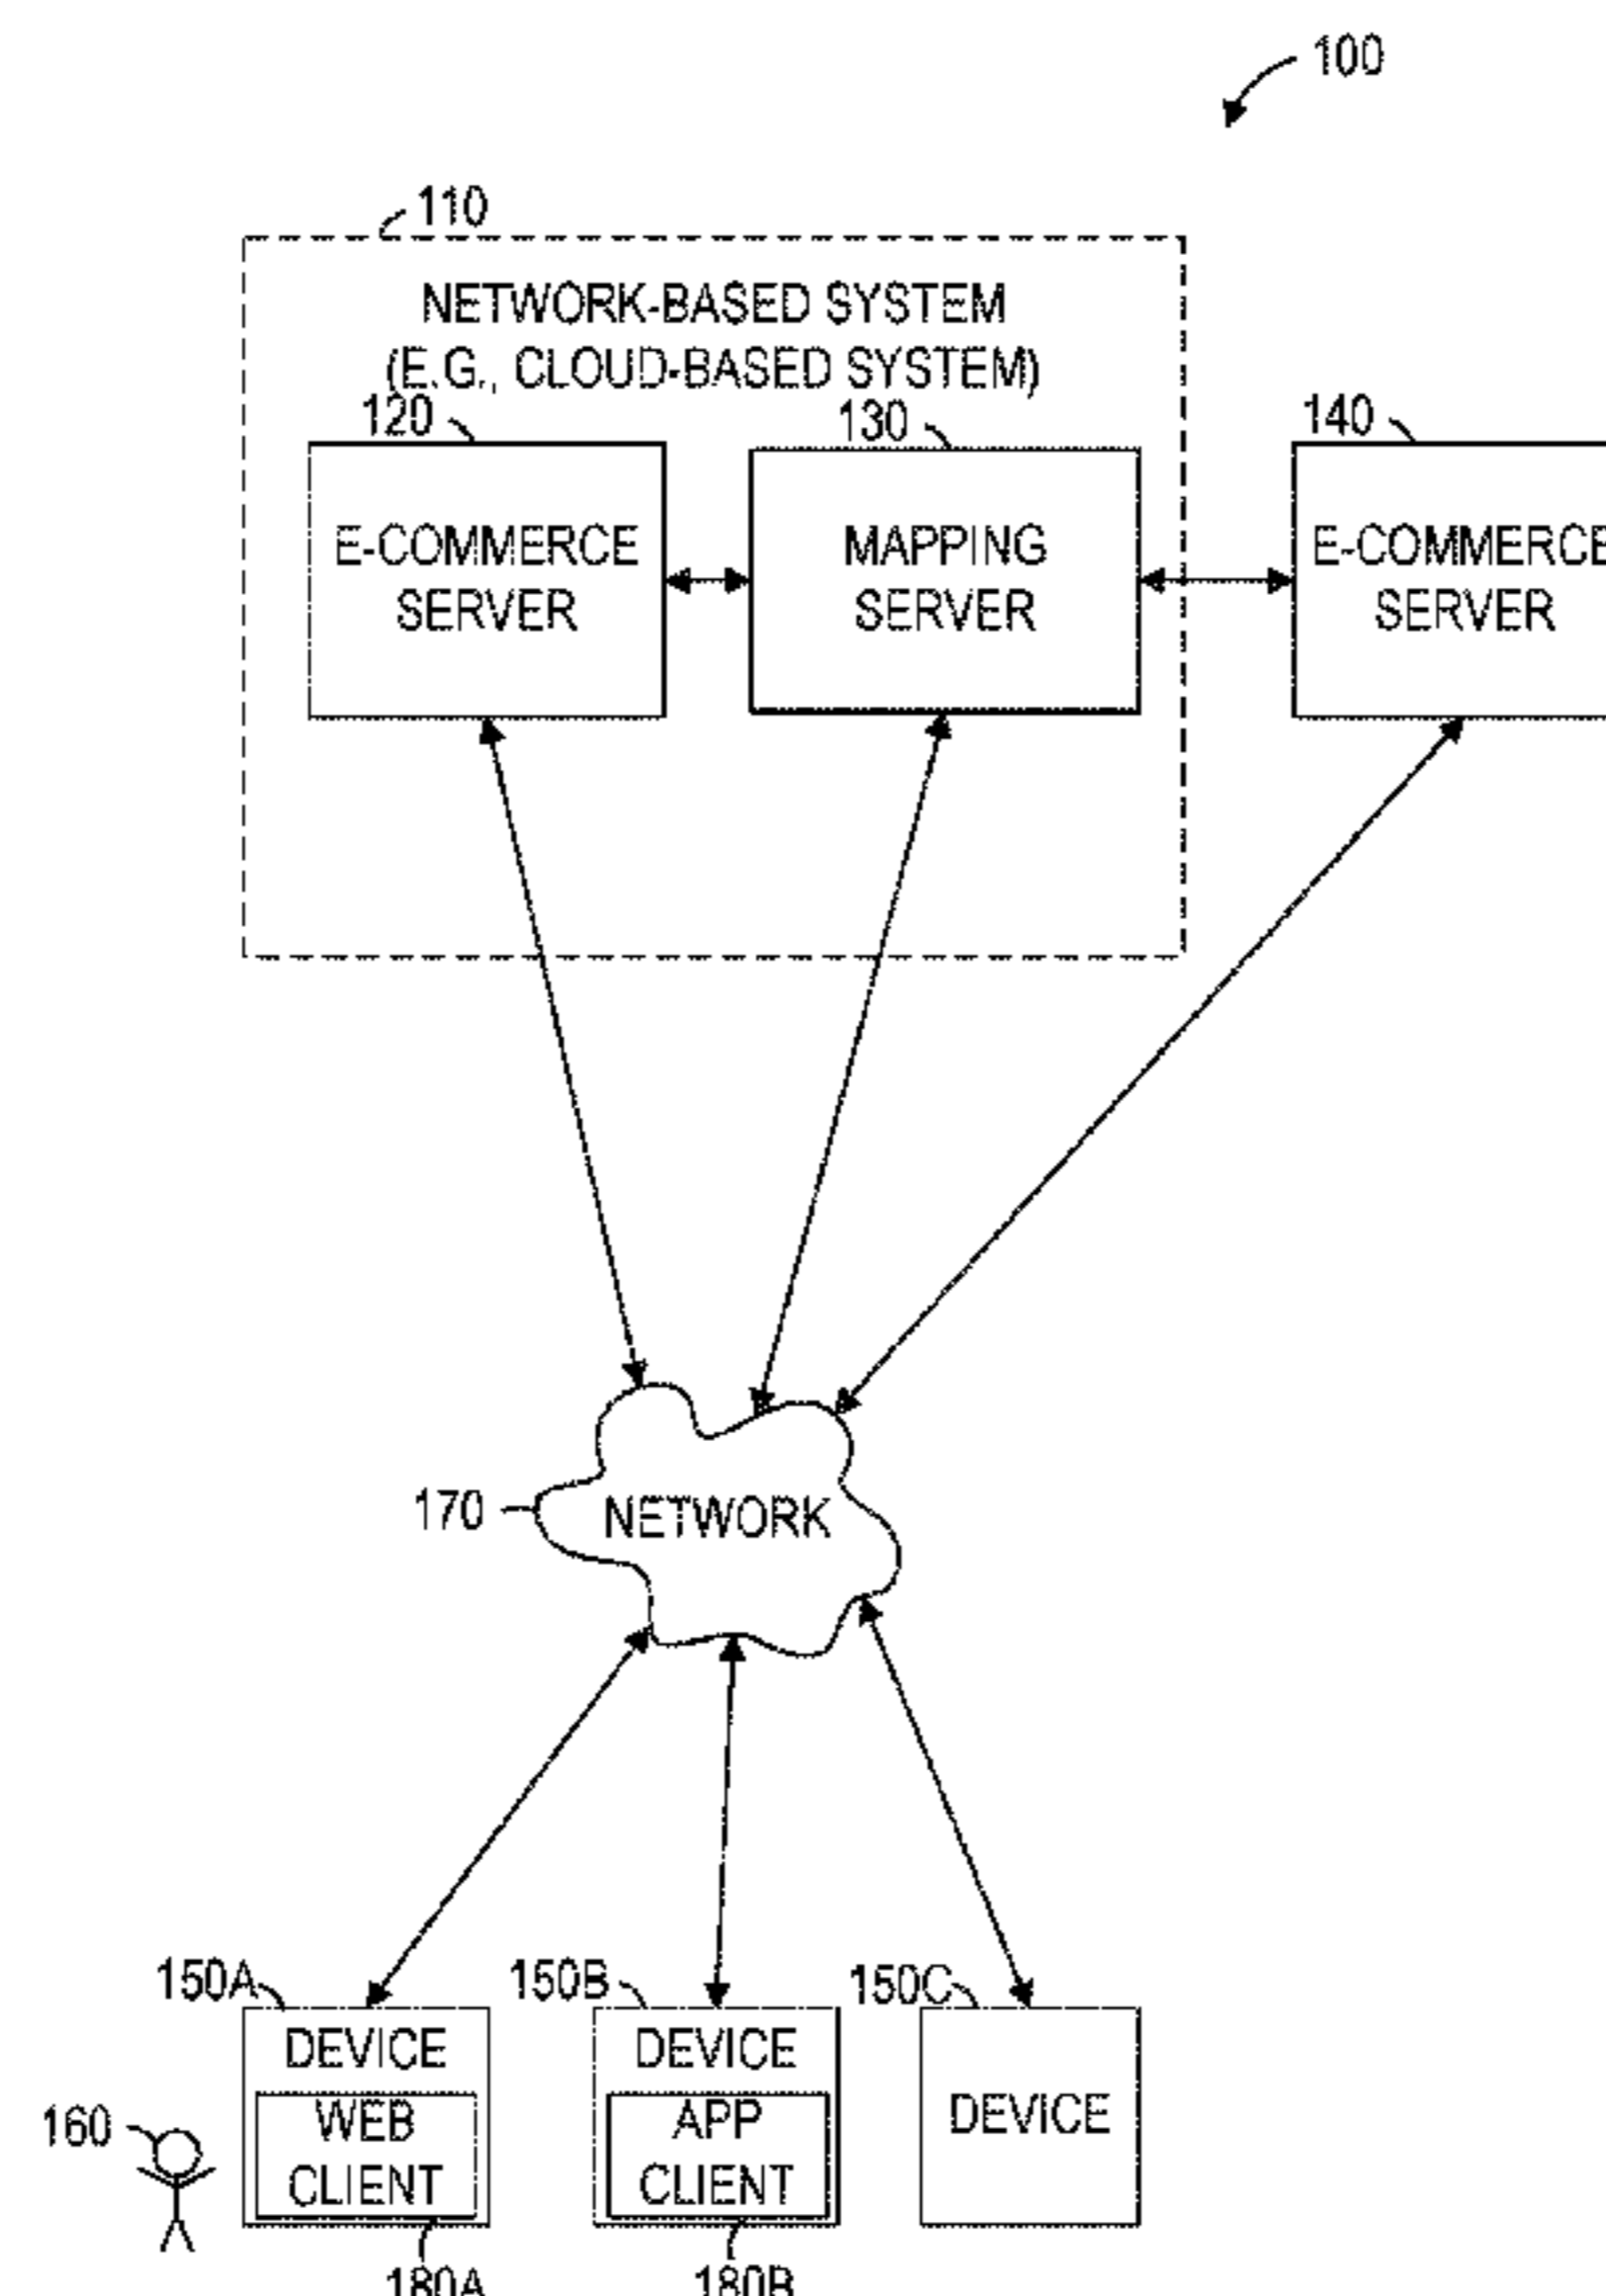 100
110
NETWORK-BASED SYSTEM
(E.G., CLOUD-BASED SYSTEM)
120
130
140
E-COMMERCE
SERVER
MAPPING
SERVER
E-COMMERCE
SERVER
170
NETWORK
150A
150B
150C
DEVICE
WEB
CLIENT
DEVICE
APP
CLIENT
DEVICE
160
180A
180B